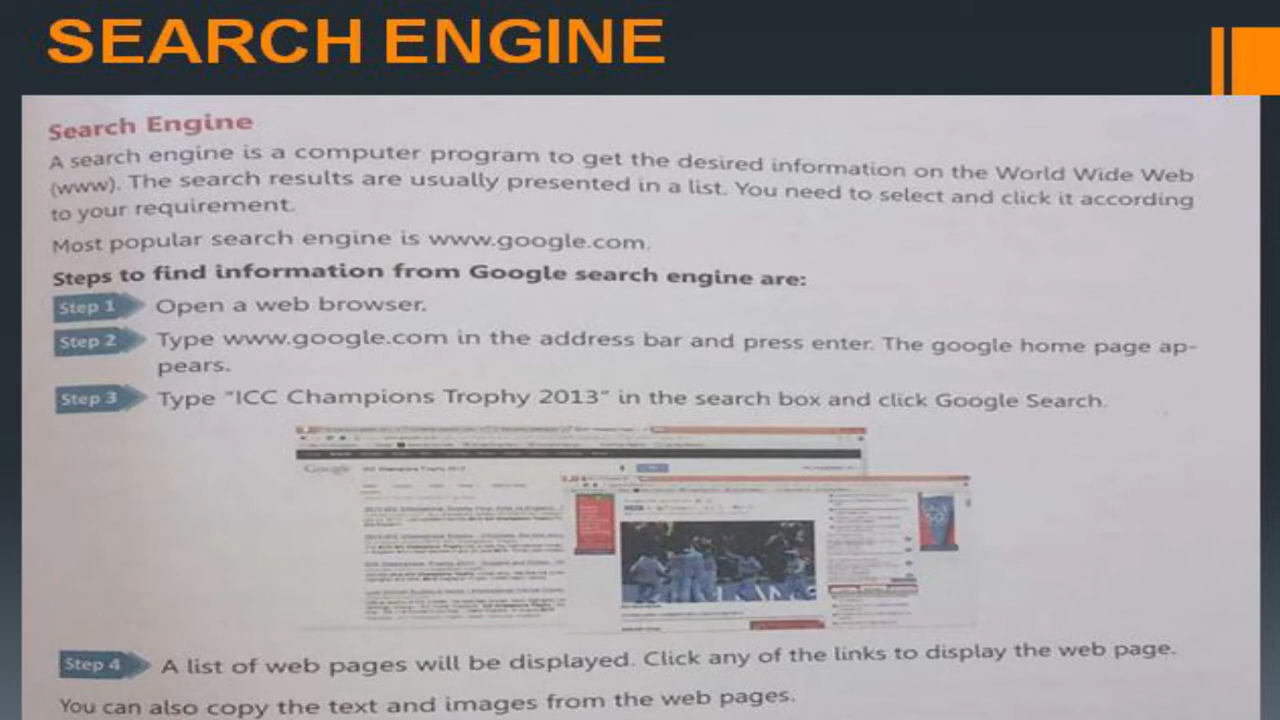 SEARCH ENGINE
Search Engine
A search engine is a computer program to get the desired information on the World Wide Web
(www). The search results are usually presented in a list. You need to select and click it according
to your requirement.
Most popular search engine is www.google.com.
Steps to find information from Google search engine are:
Step 1 Open a web browser.
Step 2 Type www.google.com in the address bar and press enter. The google home page ap-
pears.
Step 3 Type "ICC Champions Trophy 2013" in the search box and click Google Search.
Google
Step 4 A list of web pages will be displayed. Click any of the links to display the web page.
You can also copy the text and images from the web pages.